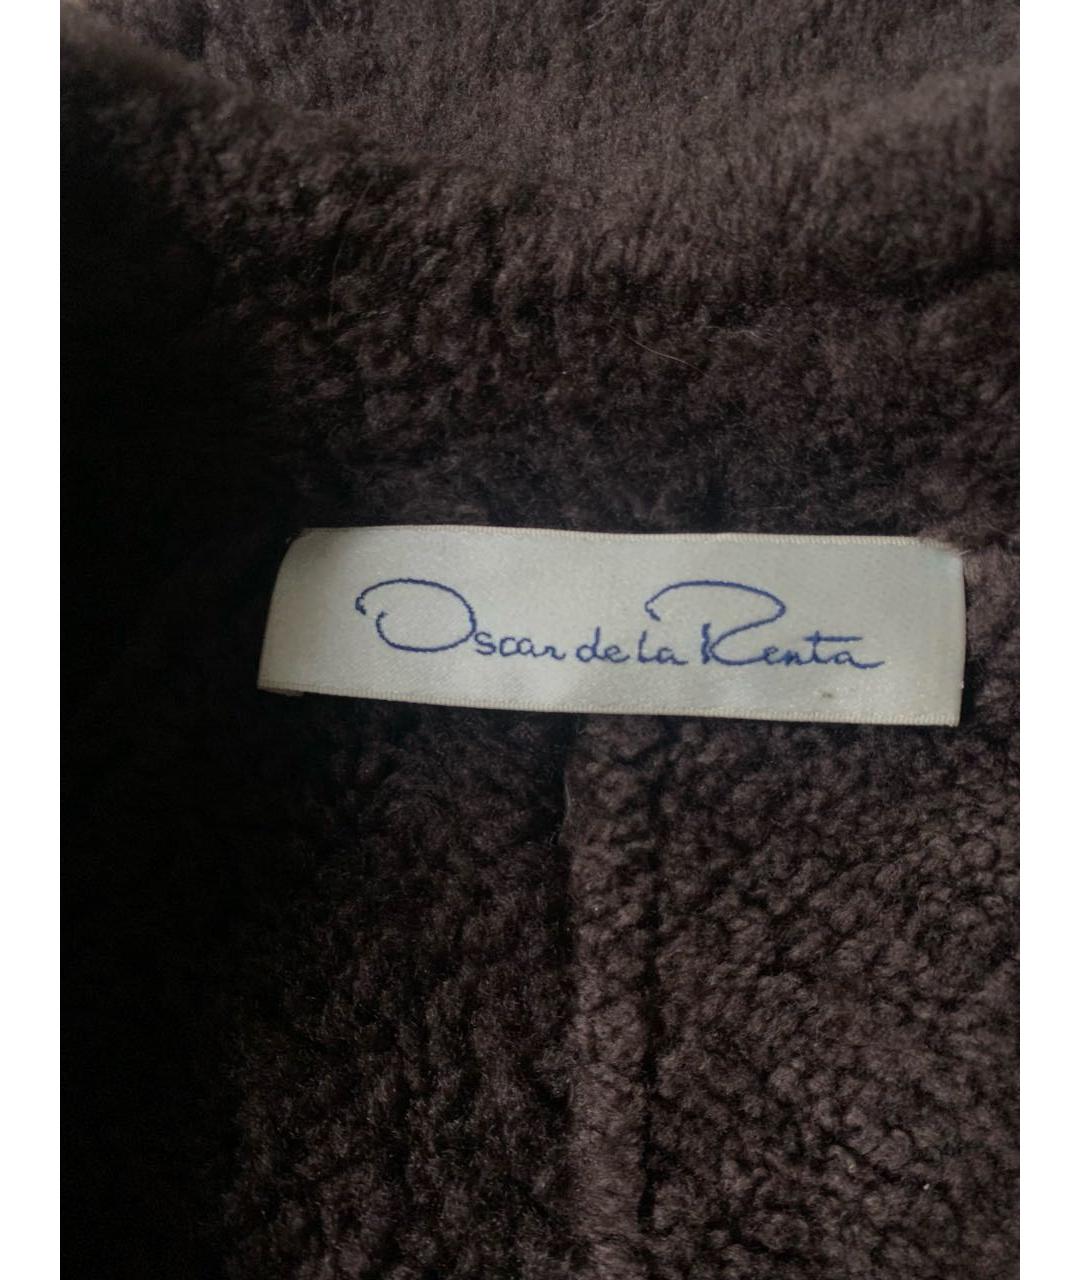 Oscar de la Renta